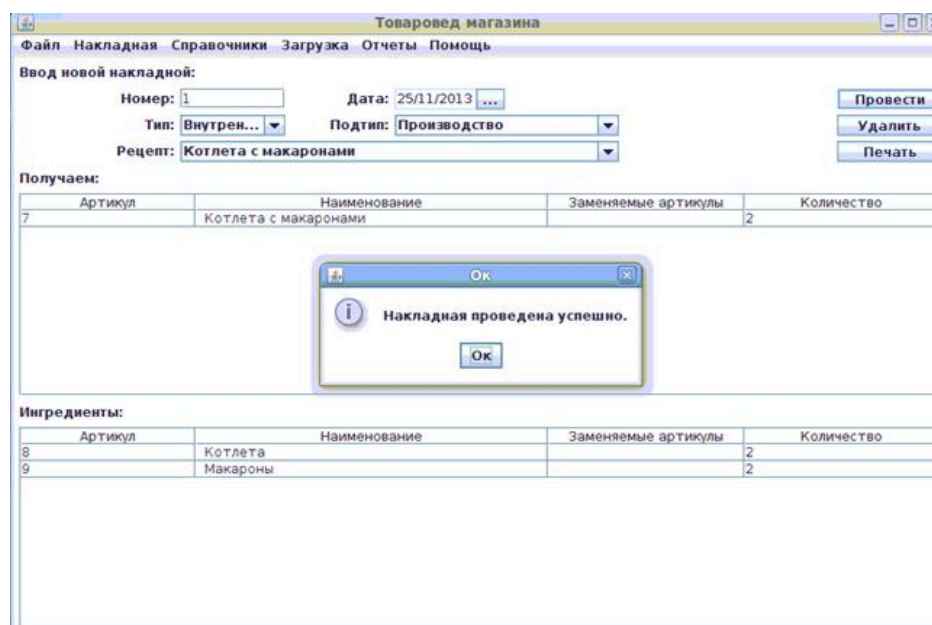 Товаровед магазина
Файл Накладная Справочники Загрузка Отчеты Помощь
Ввод новой накладной:
Номер: 1 Дата: 25/11/2013 ... Провести
Тип: Внутрен... Подтип: Производство Удалить
Рецепт: Котлета с макаронами Печать
Получаем:
Артикул Наименование Заменяемые артикулы Количество
7 Котлета с макаронами 2
Ок
i Накладная проведена успешно.
Ок
Ингредиенты:
Артикул Наименование Заменяемые артикулы Количество
8 Котлета 2
9 Макароны 2